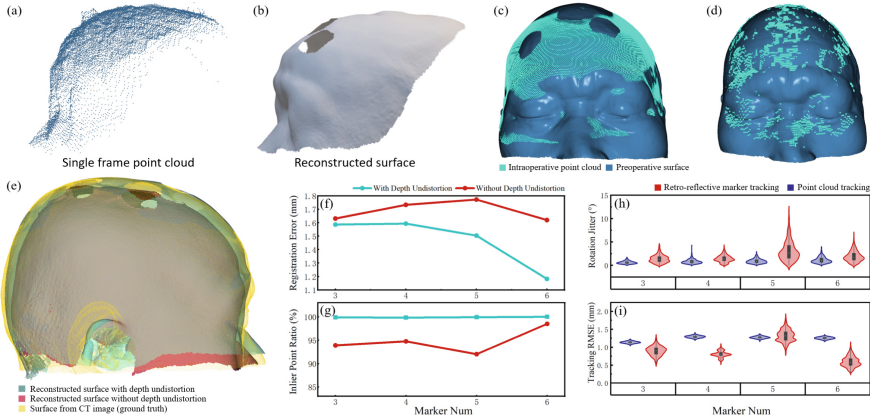 (a)
(b)
(c)
(d)
Single frame point cloud
Reconstructed surface
Intraoperative point cloud
Preoperative surface
(e)
Reconstructed surface with depth undistortion
Reconstructed surface without depth undistortion
Surface from CT image (ground truth)
With Depth Undistortion
Without Depth Undistortion
(f)
Registration Error (mm)
1.8
1.7
1.6
1.5
1.4
1.3
1.2
1.1
3 4 5 6
(g)
Inlier Point Ratio (%)
100
95
90
85
3 4 5 6
Marker Num
Retro-reflective marker tracking
Point cloud tracking
(h)
Rotation Jitter (°)
15
10
5
0
3 4 5 6
(i)
Tracking RMSE (mm)
2.0
1.5
1.0
0.5
0.0
3 4 5 6
Marker Num